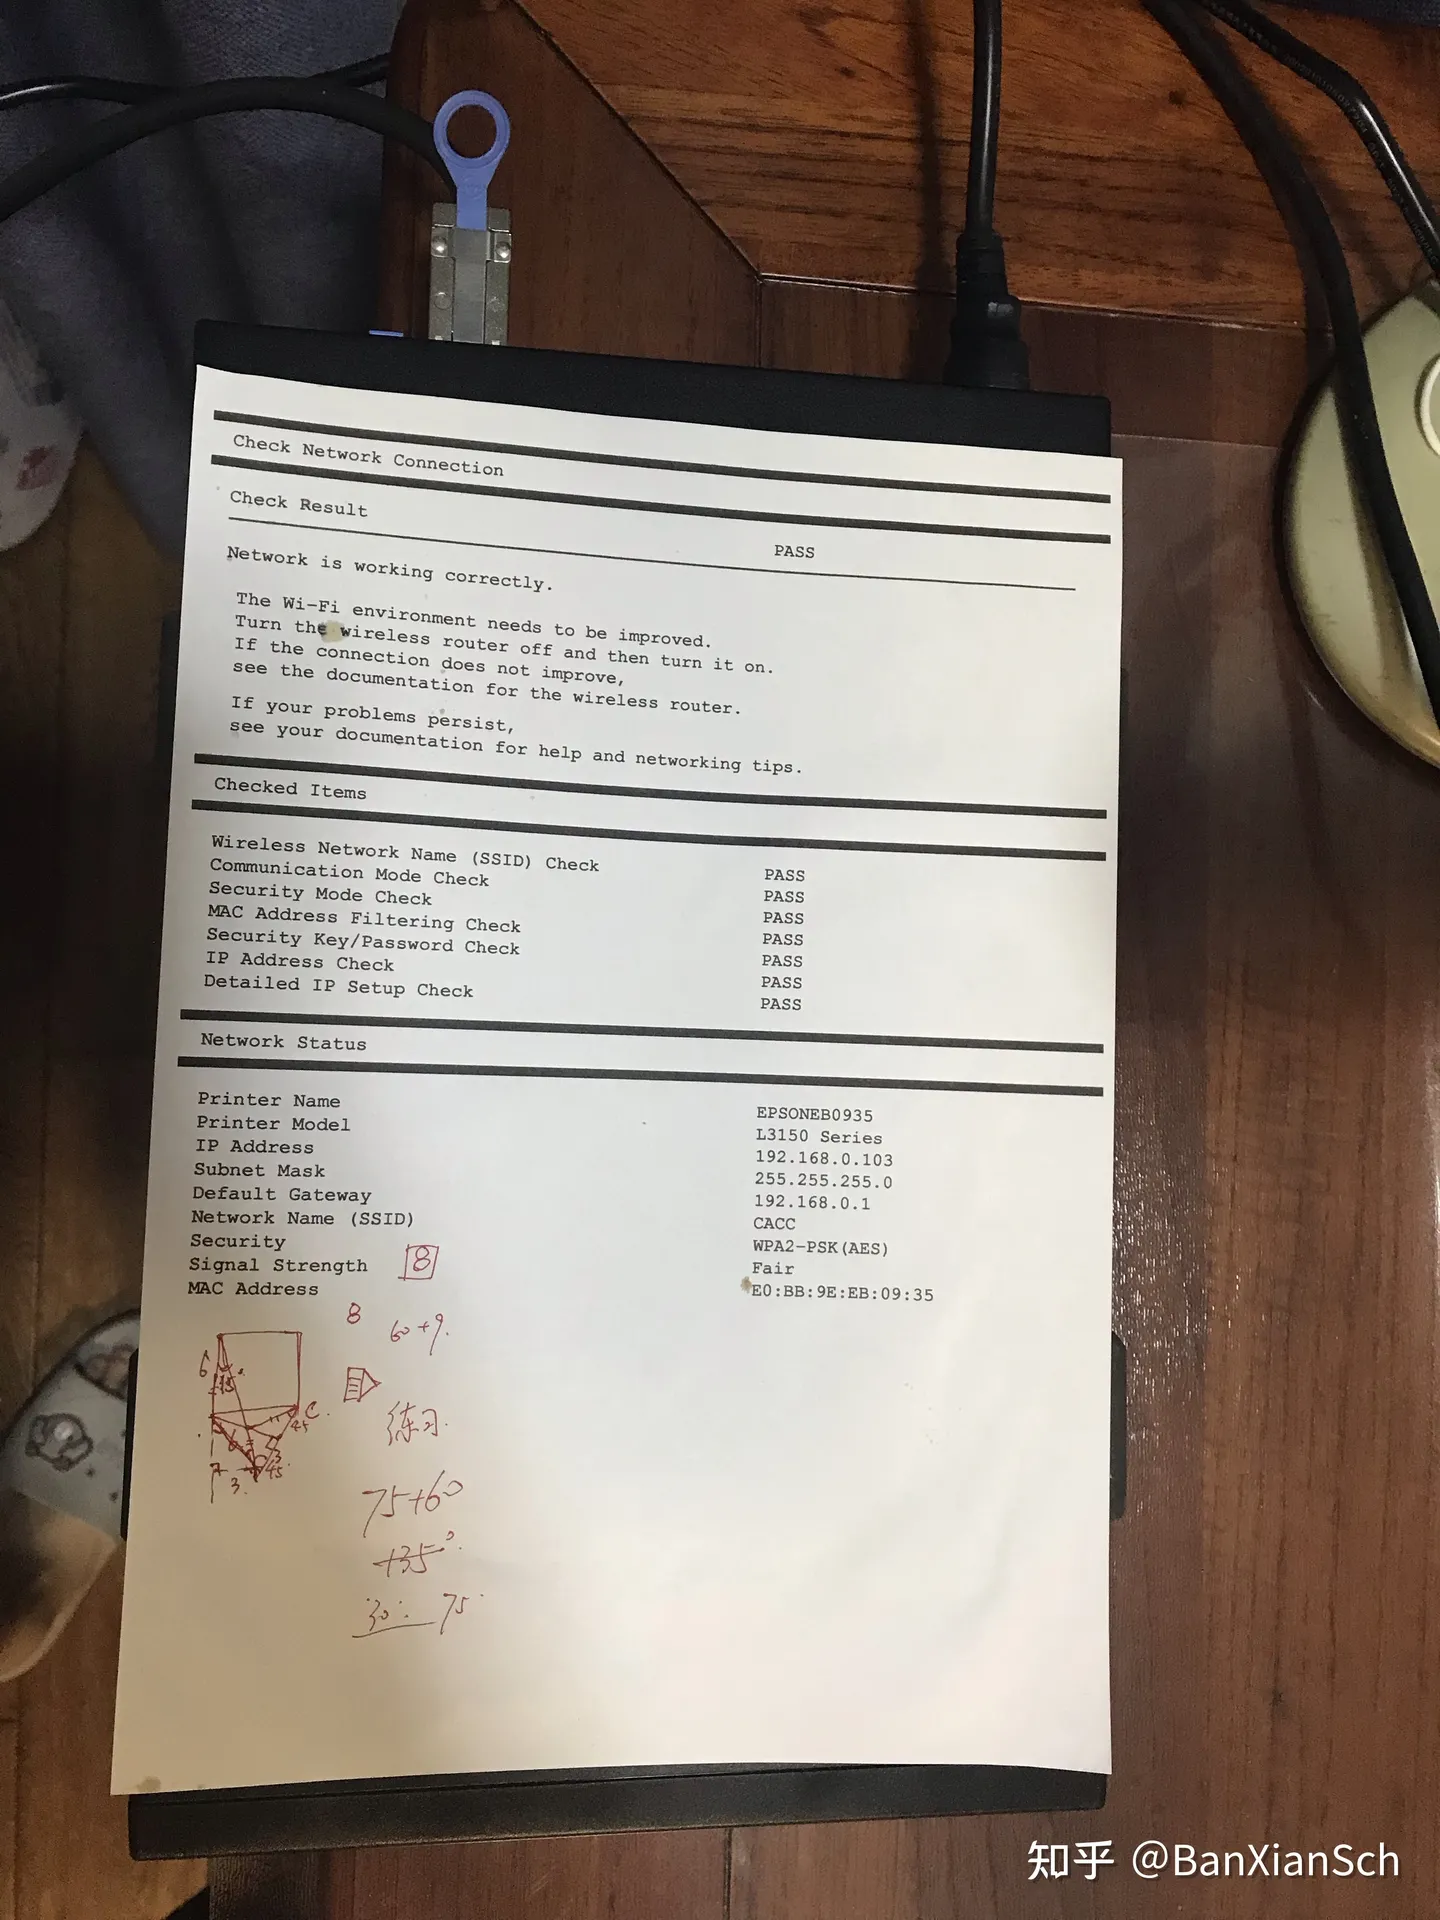 Check Network Connection
Check Result PASS
Network is working correctly.
The Wi-Fi environment needs to be improved.
Turn the wireless router off and then turn it on.
If the connection does not improve,
see the documentation for the wireless router.
If your problems persist,
see your documentation for help and networking tips.
Checked Items
Wireless Network Name (SSID) Check PASS
Communication Mode Check PASS
Security Mode Check PASS
MAC Address Filtering Check PASS
Security Key/Password Check PASS
IP Address Check PASS
Detailed IP Setup Check PASS
Network Status
Printer Name EPSONEB0935
Printer Model L3150 Series
IP Address 192.168.0.103
Subnet Mask 255.255.255.0
Default Gateway 192.168.0.1
Network Name (SSID) CACC
Security WPA2-PSK(AES)
Signal Strength Fair
MAC Address E0:BB:9E:EB:09:35
8
8
60+9.
练习.
75+60
75
知乎 @BanXianSch